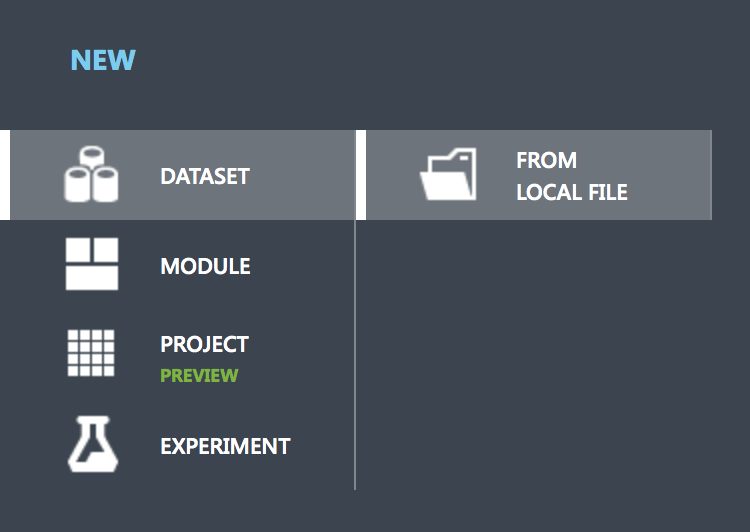 NEW
DATASET
MODULE
PROJECT
PREVIEW
EXPERIMENT
FROM
LOCAL FILE